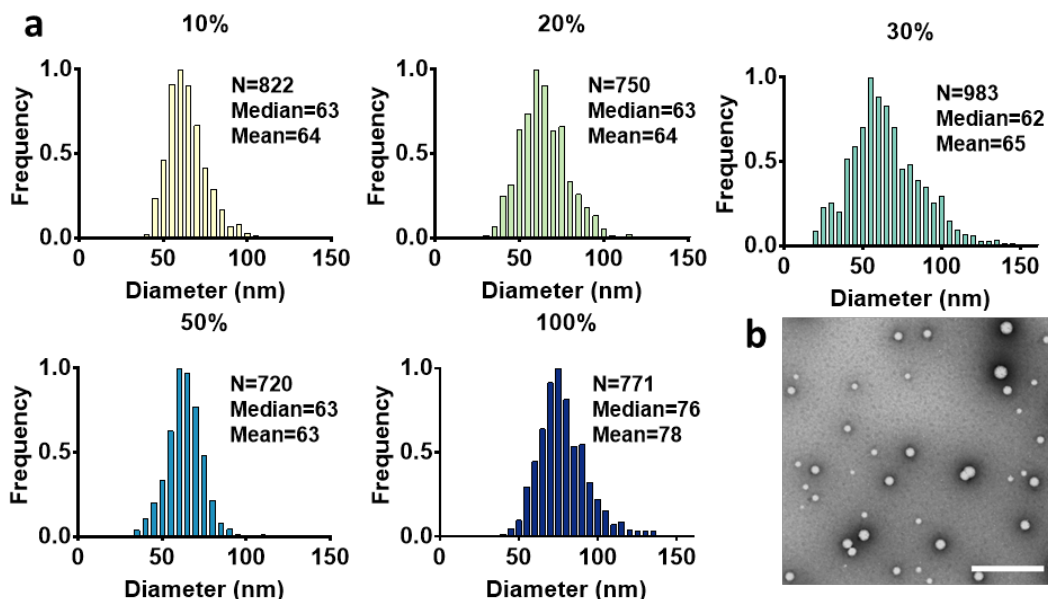 a
10%
1.0
0.5
0.0
Frequency
N=822
Median=63
Mean=64
0
50
100
150
Diameter (nm)
20%
1.0
0.5
0.0
Frequency
N=750
Median=63
Mean=64
0
50
100
150
Diameter (nm)
30%
1.0
0.5
0.0
Frequency
N=983
Median=62
Mean=65
0
50
100
150
Diameter (nm)
50%
1.0
0.5
0.0
Frequency
N=720
Median=63
Mean=63
0
50
100
150
Diameter (nm)
100%
1.0
0.5
0.0
Frequency
N=771
Median=76
Mean=78
0
50
100
150
Diameter (nm)
b